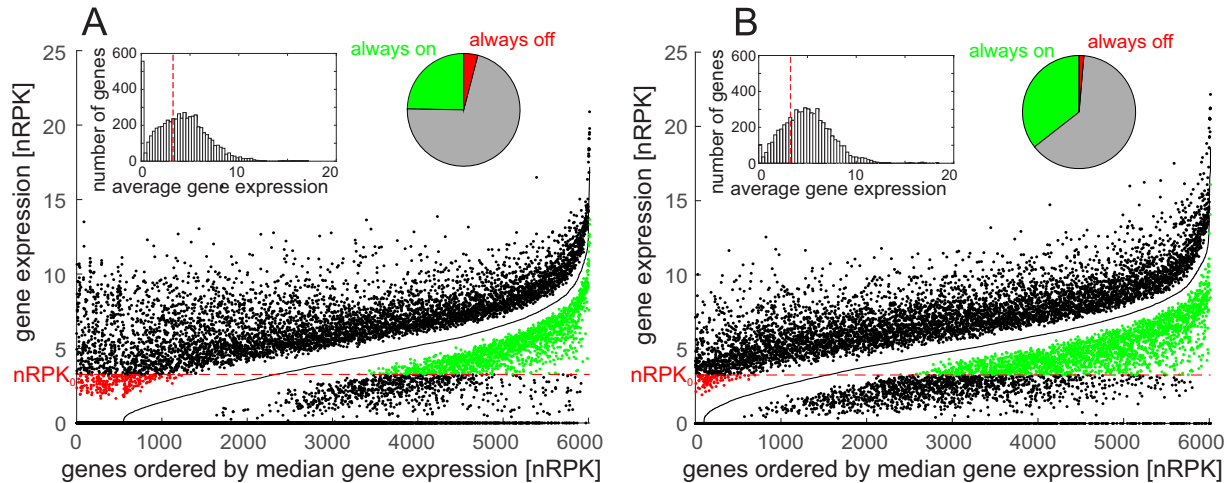 A
25
20
15
10
5
nRPK0
0
gene expression [nRPK]
0 1000 2000 3000 4000 5000 6000
genes ordered by median gene expression [nRPK]
600
400
200
0
number of genes
0 10 20
average gene expression
always on
always off
B
25
20
15
10
5
nRPK0
0
gene expression [nRPK]
0 1000 2000 3000 4000 5000 6000
genes ordered by median gene expression [nRPK]
600
400
200
0
number of genes
0 10 20
average gene expression
always on
always off